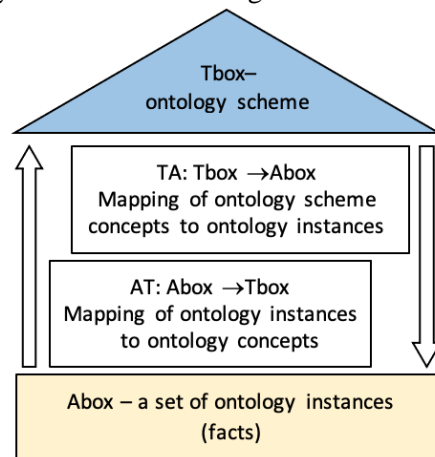 Tbox–
ontology scheme
TA: Tbox →Abox
Mapping of ontology scheme
concepts to ontology instances
AT: Abox →Tbox
Mapping of ontology instances
to ontology concepts
Abox – a set of ontology instances
(facts)